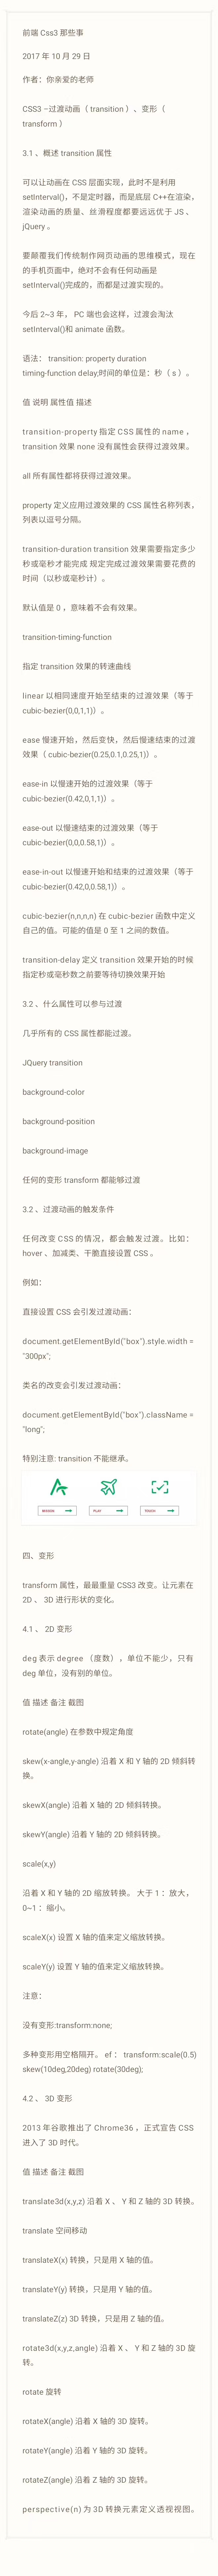 前端 Css3 那些事
2017 年 10 月 29 日
作者：你亲爱的老师
CSS3 –过渡动画（ transition ）、变形（
transform ）
3.1 、概述 transition 属性
可以让动画在 CSS 层面实现，此时不是利用
setInterval()，不是定时器，而是底层 C++在渲染，
渲染动画的质量、丝滑程度都要远远优于 JS 、
jQuery 。
要颠覆我们传统制作网页动画的思维模式，现在
的手机页面中，绝对不会有任何动画是
setInterval()完成的，而都是过渡实现的。
今后 2~3 年， PC 端也会这样，过渡会淘汰
setInterval()和 animate 函数。
语法： transition: property duration
timing-function delay;时间的单位是：秒（ s ）。
值 说明 属性值 描述
transition-property 指定 CSS 属性的 name ，
transition 效果 none 没有属性会获得过渡效果。
all 所有属性都将获得过渡效果。
property 定义应用过渡效果的 CSS 属性名称列表，
列表以逗号分隔。
transition-duration transition 效果需要指定多少
秒或毫秒才能完成 规定完成过渡效果需要花费的
时间（以秒或毫秒计）。
默认值是 0 ，意味着不会有效果。
transition-timing-function
指定 transition 效果的转速曲线
linear 以相同速度开始至结束的过渡效果（等于
cubic-bezier(0,0,1,1)）。
ease 慢速开始，然后变快，然后慢速结束的过渡
效果（ cubic-bezier(0.25,0.1,0.25,1)）。
ease-in 以慢速开始的过渡效果（等于
cubic-bezier(0.42,0,1,1)）。
ease-out 以慢速结束的过渡效果（等于
cubic-bezier(0,0,0.58,1)）。
ease-in-out 以慢速开始和结束的过渡效果（等于
cubic-bezier(0.42,0,0.58,1)）。
cubic-bezier(n,n,n,n) 在 cubic-bezier 函数中定义
自己的值。可能的值是 0 至 1 之间的数值。
transition-delay 定义 transition 效果开始的时候
指定秒或毫秒数之前要等待切换效果开始
3.2 、什么属性可以参与过渡
几乎所有的 CSS 属性都能过渡。
JQuery transition
background-color
background-position
background-image
任何的变形 transform 都能够过渡
3.2 、过渡动画的触发条件
任何改变 CSS 的情况，都会触发过渡。比如：
hover 、加减类、干脆直接设置 CSS 。
例如：
直接设置 CSS 会引发过渡动画：
document.getElementById("box").style.width =
"300px";
类名的改变会引发过渡动画：
document.getElementById("box").className =
"long";
特别注意: transition 不能继承。
REVIEW
PLAY
TOUCH
四、变形
transform 属性，最最重量 CSS3 改变。让元素在
2D 、 3D 进行形状的变化。
4.1 、 2D 变形
deg 表示 degree （度数），单位不能少，只有
deg 单位，没有别的单位。
值 描述 备注 截图
rotate(angle) 在参数中规定角度
skew(x-angle,y-angle) 沿着 X 和 Y 轴的 2D 倾斜转
换。
skewX(angle) 沿着 X 轴的 2D 倾斜转换。
skewY(angle) 沿着 Y 轴的 2D 倾斜转换。
scale(x,y)
沿着 X 和 Y 轴的 2D 缩放转换。 大于 1 ：放大，
0~1 ：缩小。
scaleX(x) 设置 X 轴的值来定义缩放转换。
scaleY(y) 设置 Y 轴的值来定义缩放转换。
注意：
没有变形:transform:none;
多种变形用空格隔开。 ef ： transform:scale(0.5)
skew(10deg,20deg) rotate(30deg);
4.2 、 3D 变形
2013 年谷歌推出了 Chrome36 ，正式宣告 CSS
进入了 3D 时代。
值 描述 备注 截图
translate3d(x,y,z) 沿着 X 、 Y 和 Z 轴的 3D 转换。
translate 空间移动
translateX(x) 转换，只是用 X 轴的值。
translateY(y) 转换，只是用 Y 轴的值。
translateZ(z) 3D 转换，只是用 Z 轴的值。
rotate3d(x,y,z,angle) 沿着 X 、 Y 和 Z 轴的 3D 旋
转。
rotate 旋转
rotateX(angle) 沿着 X 轴的 3D 旋转。
rotateY(angle) 沿着 Y 轴的 3D 旋转。
rotateZ(angle) 沿着 Z 轴的 3D 旋转。
perspective(n) 为 3D 转换元素定义透视视图。